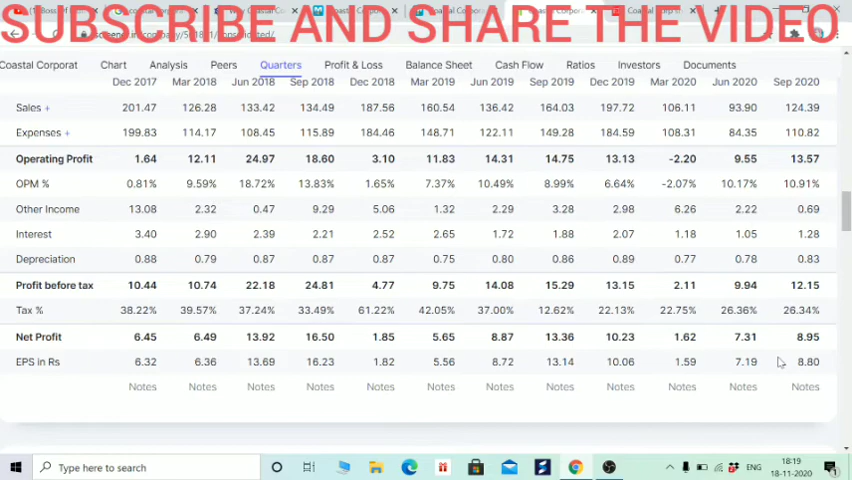 SUBSCRIBE AND SHARE THE VIDEO
Coastal Corporat Chart Analysis Peers Quarters Profit & Loss Balance Sheet Cash Flow Ratios Investors Documents
Dec 2017 Mar 2018 Jun 2018 Sep 2018 Dec 2018 Mar 2019 Jun 2019 Sep 2019 Dec 2019 Mar 2020 Jun 2020 Sep 2020
Sales + 201.47 126.28 133.42 134.49 187.56 160.54 136.42 164.03 197.72 106.11 93.90 124.39
Expenses + 199.83 114.17 108.45 115.89 184.46 148.71 122.11 149.28 184.59 108.31 84.35 110.82
Operating Profit 1.64 12.11 24.97 18.60 3.10 11.83 14.31 14.75 13.13 -2.20 9.55 13.57
OPM % 0.81% 9.59% 18.72% 13.83% 1.65% 7.37% 10.49% 8.99% 6.64% -2.07% 10.17% 10.91%
Other Income 13.08 2.32 0.47 9.29 5.06 1.32 2.29 3.28 2.98 6.26 2.22 0.69
Interest 3.40 2.90 2.39 2.21 2.52 2.65 1.72 1.88 2.07 1.18 1.05 1.28
Depreciation 0.88 0.79 0.87 0.87 0.87 0.75 0.80 0.86 0.89 0.77 0.78 0.83
Profit before tax 10.44 10.74 22.18 24.81 4.77 9.75 14.08 15.29 13.15 2.11 9.94 12.15
Tax % 38.22% 39.57% 37.24% 33.49% 61.22% 42.05% 37.00% 12.62% 22.13% 22.75% 26.36% 26.34%
Net Profit 6.45 6.49 13.92 16.50 1.85 5.65 8.87 13.36 10.23 1.62 7.31 8.95
EPS in Rs 6.32 6.36 13.69 16.23 1.82 5.56 8.72 13.14 10.06 1.59 7.19 8.80
Notes Notes Notes Notes Notes Notes Notes Notes Notes Notes Notes Notes
Type here to search
ENG
18:19
18-11-2020